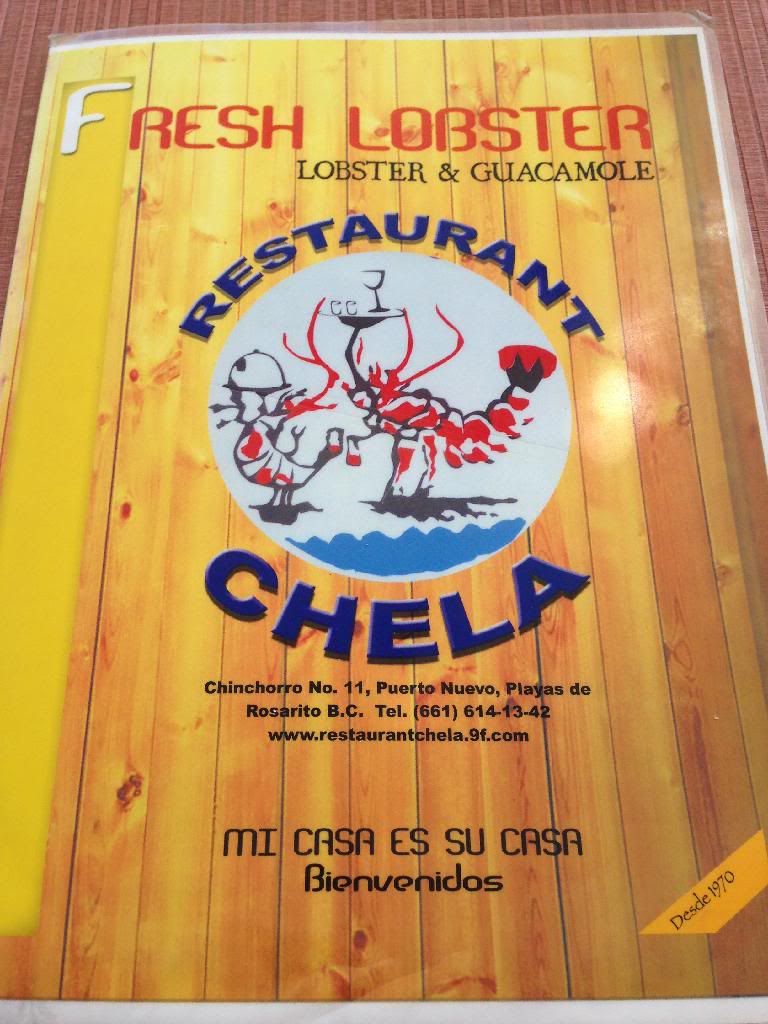 FRESH LOBSTER
LOBSTER & GUACAMOLE
RESTAURANT
CHELA
Chinchorro No. 11, Puerto Nuevo, Playas de
Rosarito B.C. Tel. (661) 614-13-42
www.restaurantchela.9f.com
MI CASA ES SU CASA
Bienvenidos
Desde 1970